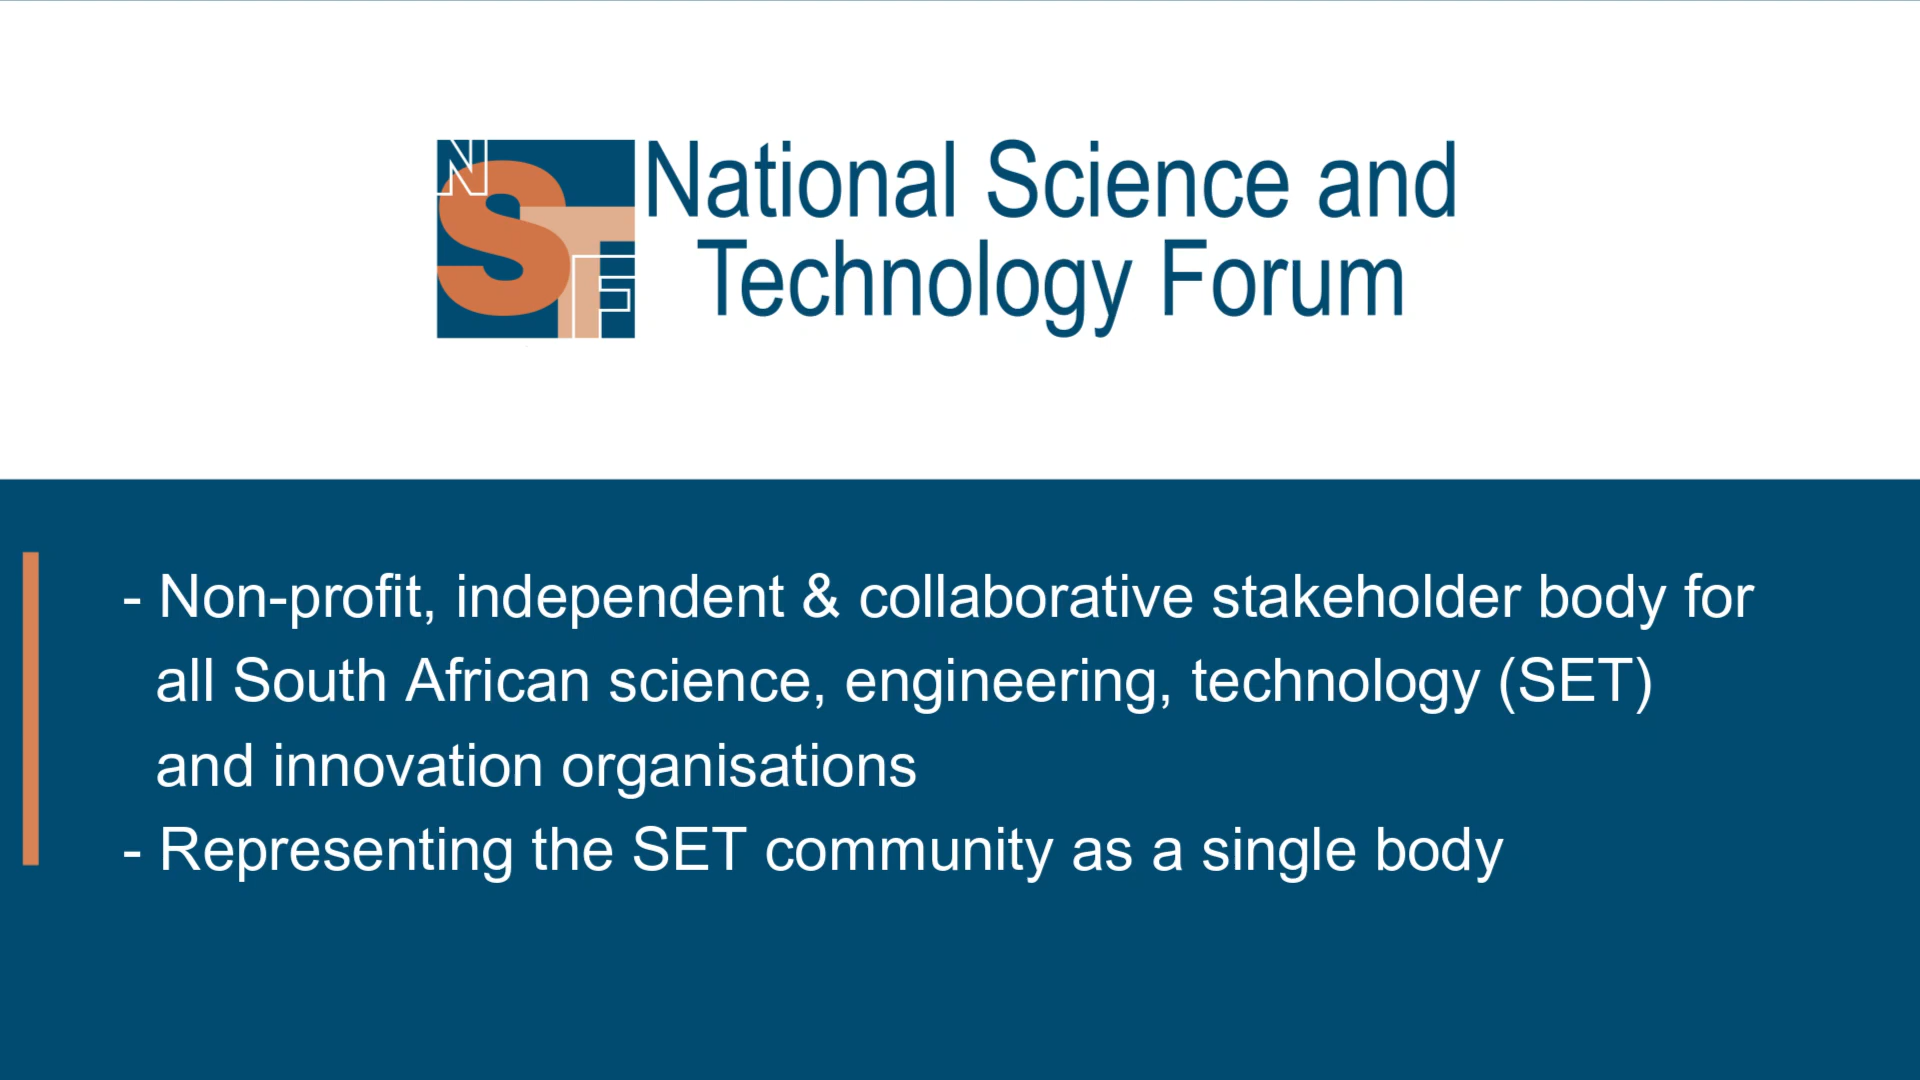 NSTF
National Science and
Technology Forum
- Non-profit, independent & collaborative stakeholder body for
all South African science, engineering, technology (SET)
and innovation organisations
- Representing the SET community as a single body